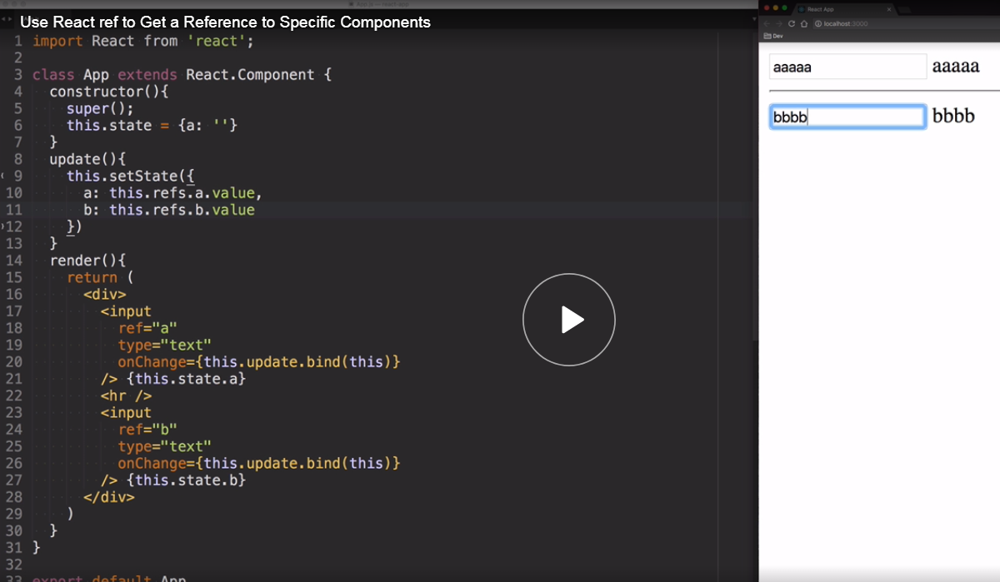 Use React ref to Get a Reference to Specific Components
1 import React from 'react';
2
3 class App extends React.Component {
4 constructor(){
5 super();
6 this.state = {a: ''}
7 }
8 update(){
9 this.setState({
10 a: this.refs.a.value,
11 b: this.refs.b.value
12 })
13 }
14 render(){
15 return (
16 <div>
17 <input
18 ref="a"
19 type="text"
20 onChange={this.update.bind(this)}
21 /> {this.state.a}
22 <hr />
23 <input
24 ref="b"
25 type="text"
26 onChange={this.update.bind(this)}
27 /> {this.state.b}
28 </div>
29 )
30 }
31 }
32
33 export default App
React App
localhost:3000
Dev
aaaaa aaaaa
bbbb bbbb